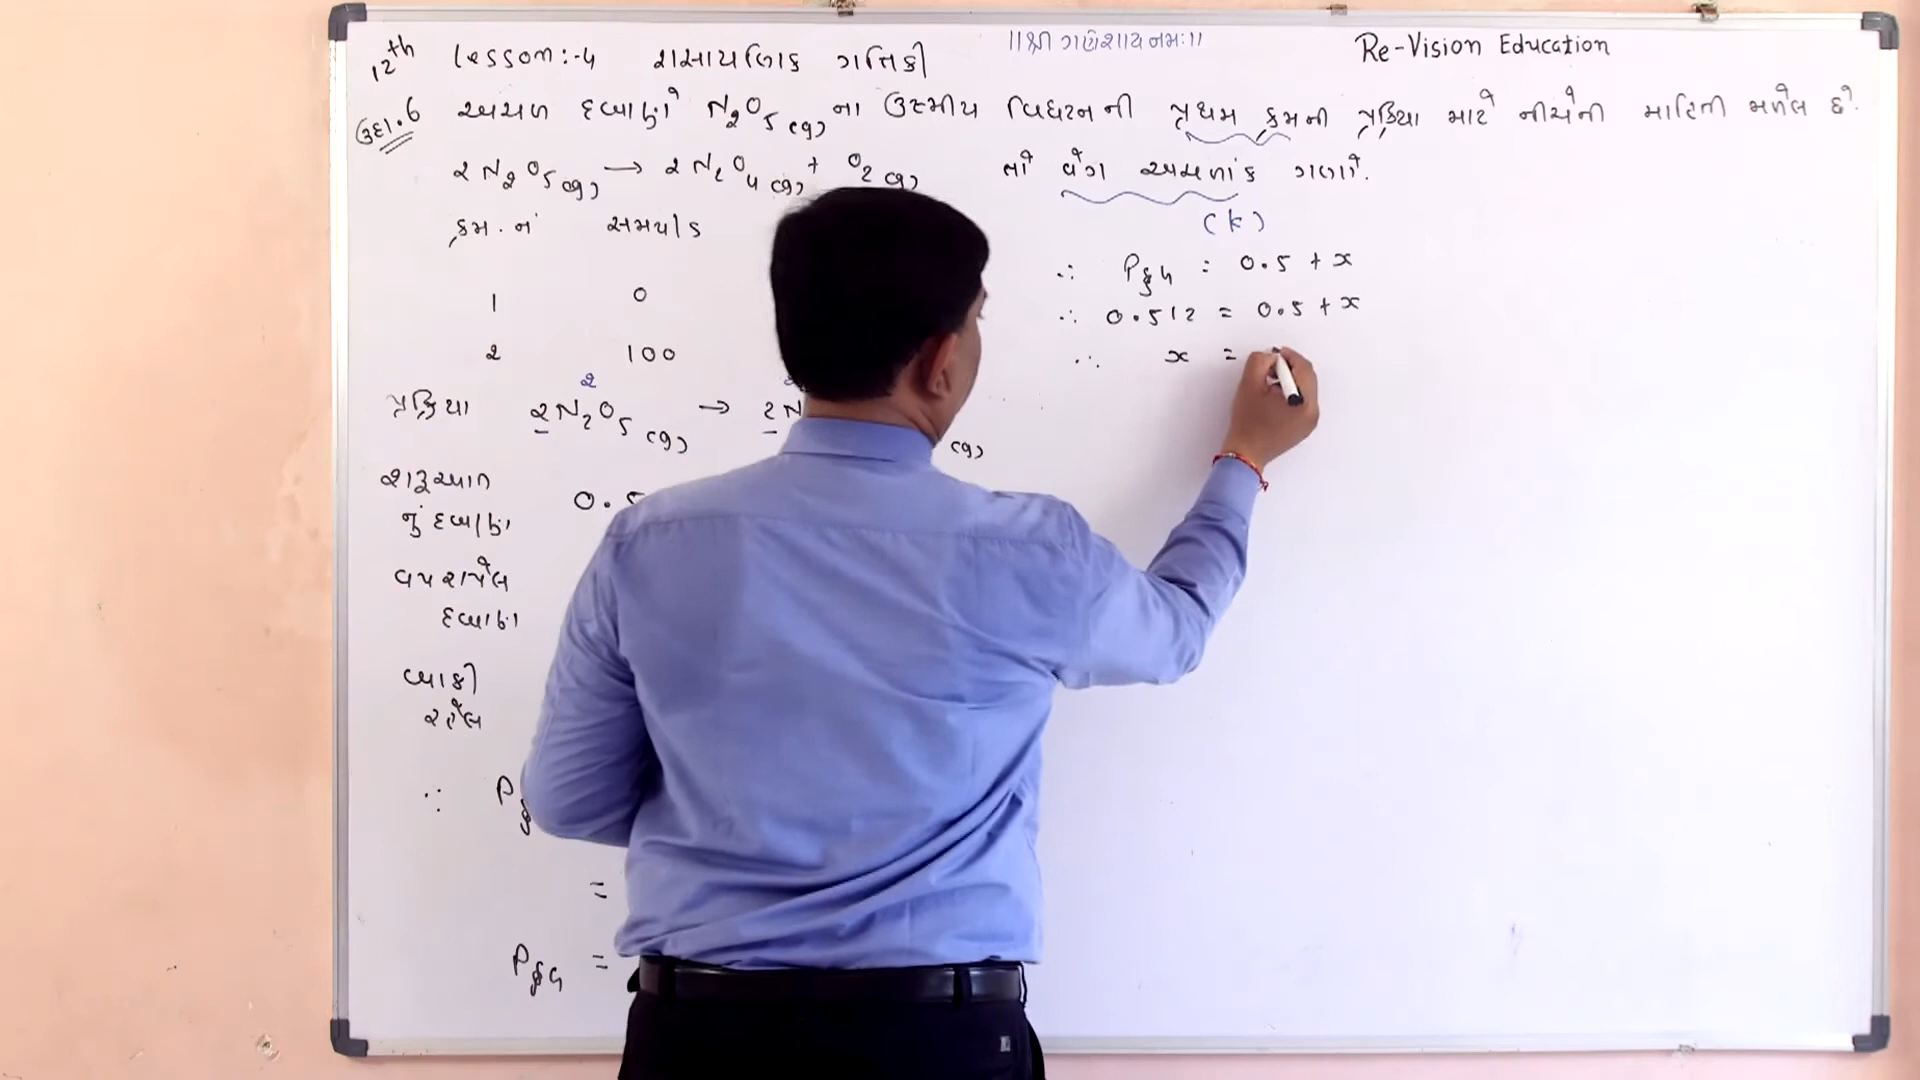 ॥ શ્રી ગણેશાય નમઃ ॥
Re-Vision Education
12th Lesson:-4 રાસાયણિક ગતિકી
ઉદા.6 અચળ દબાણે N2O5(g) ના ઉષ્મીય વિઘટનની પ્રથમ ક્રમની પ્રક્રિયા માટે નીચેની માહિતી મળેલ છે.
2N2O5(g) → 2N2O4(g) + O2(g) તો વેગ અચળાંક ગણો.
(k)
ક્રમ.નં સમય/s
1 0
2 100
પ્રક્રિયા 2N2O5(g) → 2N (g)
શરૂઆત 0.5
નું દબાણ
વપરાયેલ
દબાણ
બાકી
રહેલ
∴ Pકુલ
=
Pકુલ =
∴ Pકુલ = 0.5 + x
∴ 0.512 = 0.5 + x
∴ x =